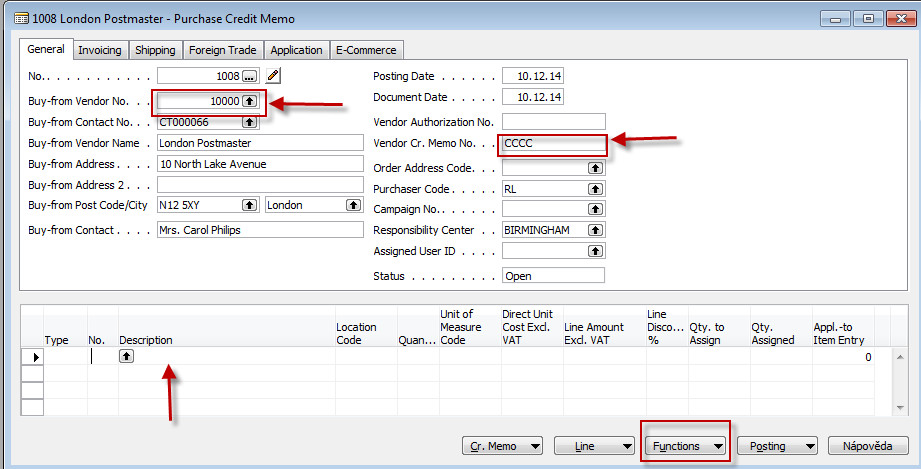 1008 London Postmaster - Purchase Credit Memo
General Invoicing Shipping Foreign Trade Application E-Commerce
No. . . . . . . . . . . . 1008 ...
Buy-from Vendor No. . . . 10000
Buy-from Contact No. . . . CT000066
Buy-from Vendor Name . London Postmaster
Buy-from Address . . . . 10 North Lake Avenue
Buy-from Address 2 . . .
Buy-from Post Code/City N12 5XY London
Buy-from Contact . . . . Mrs. Carol Philips
Posting Date . . . . . . 10.12.14
Document Date . . . . . 10.12.14
Vendor Authorization No.
Vendor Cr. Memo No. . . CCCC
Order Address Code. . .
Purchaser Code . . . . . RL
Campaign No. . . . . . .
Responsibility Center . . BIRMINGHAM
Assigned User ID . . . .
Status . . . . . . . . . Open
Type No. Description Location Code Quan... Unit of Measure Code Direct Unit Cost Excl. VAT Line Amount Excl. VAT Line Disco... % Qty. to Assign Qty. Assigned Appl.-to Item Entry
0
Cr. Memo Line Functions Posting Nápověda